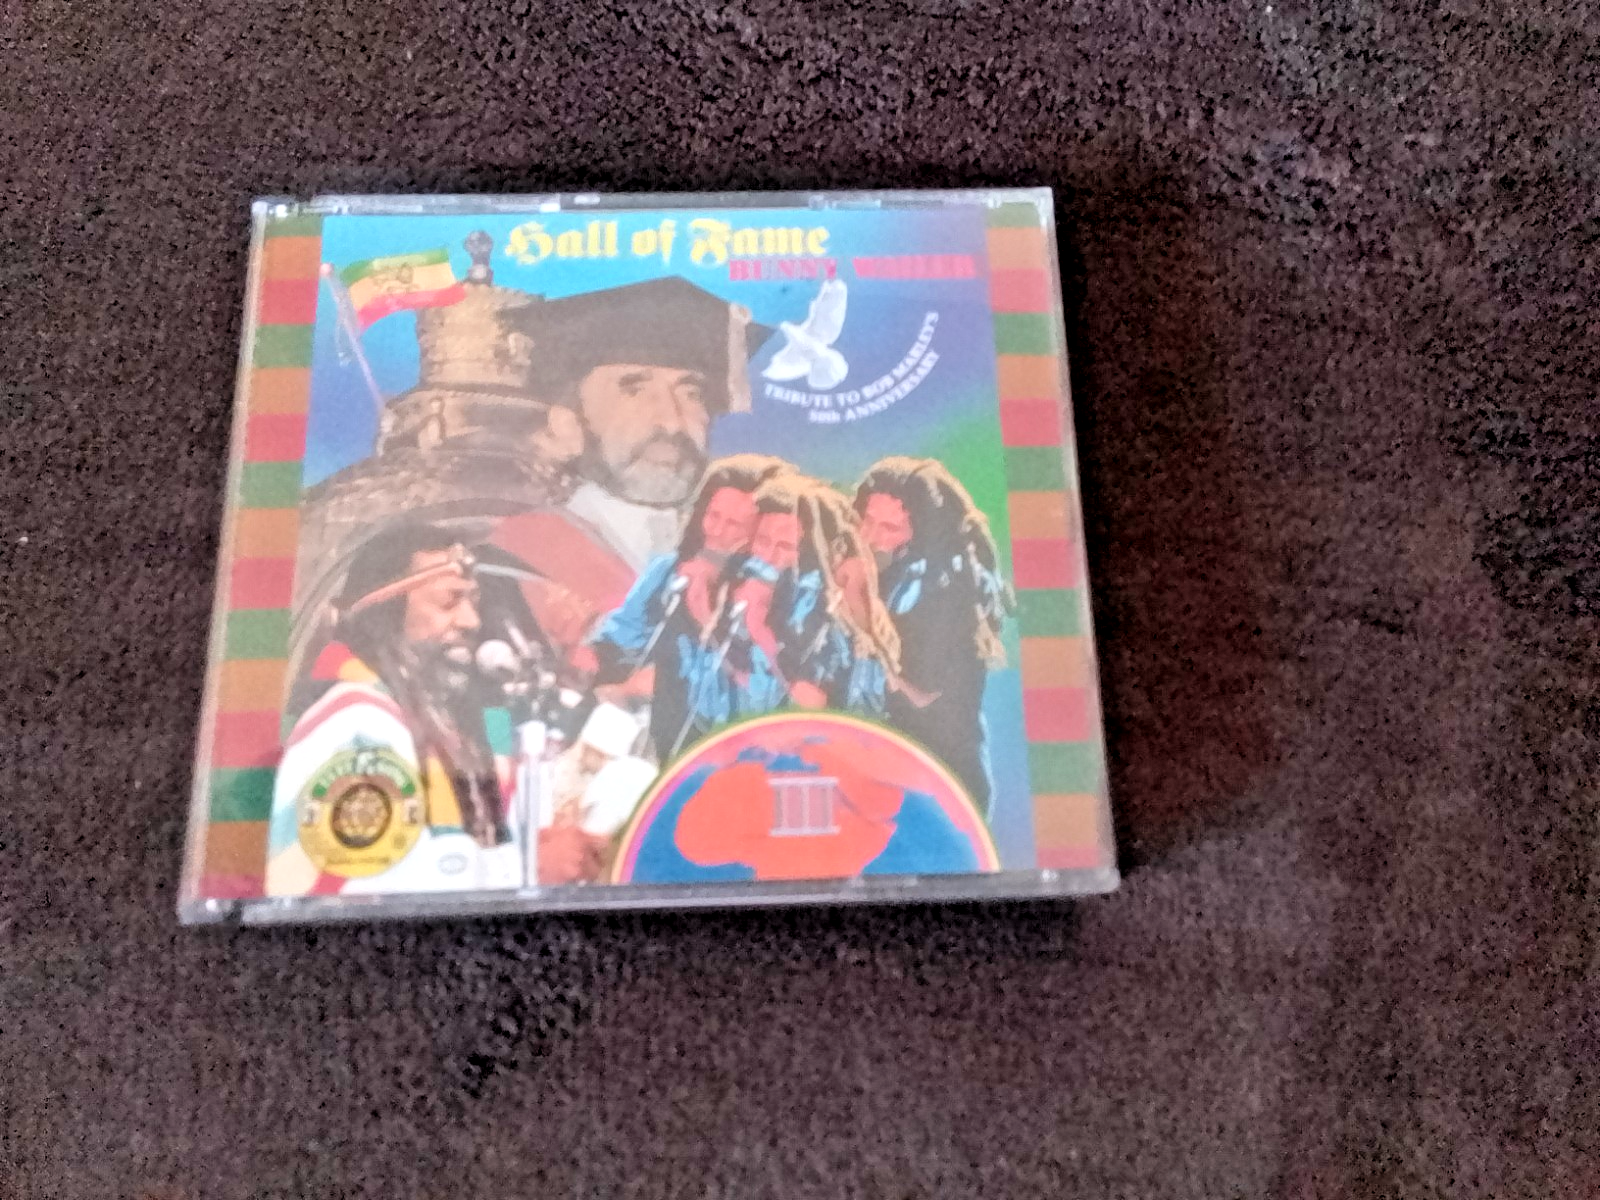 Hall of Fame
BUNNY WAILER
TRIBUTE TO BOB MARLEY'S
50th ANNIVERSARY